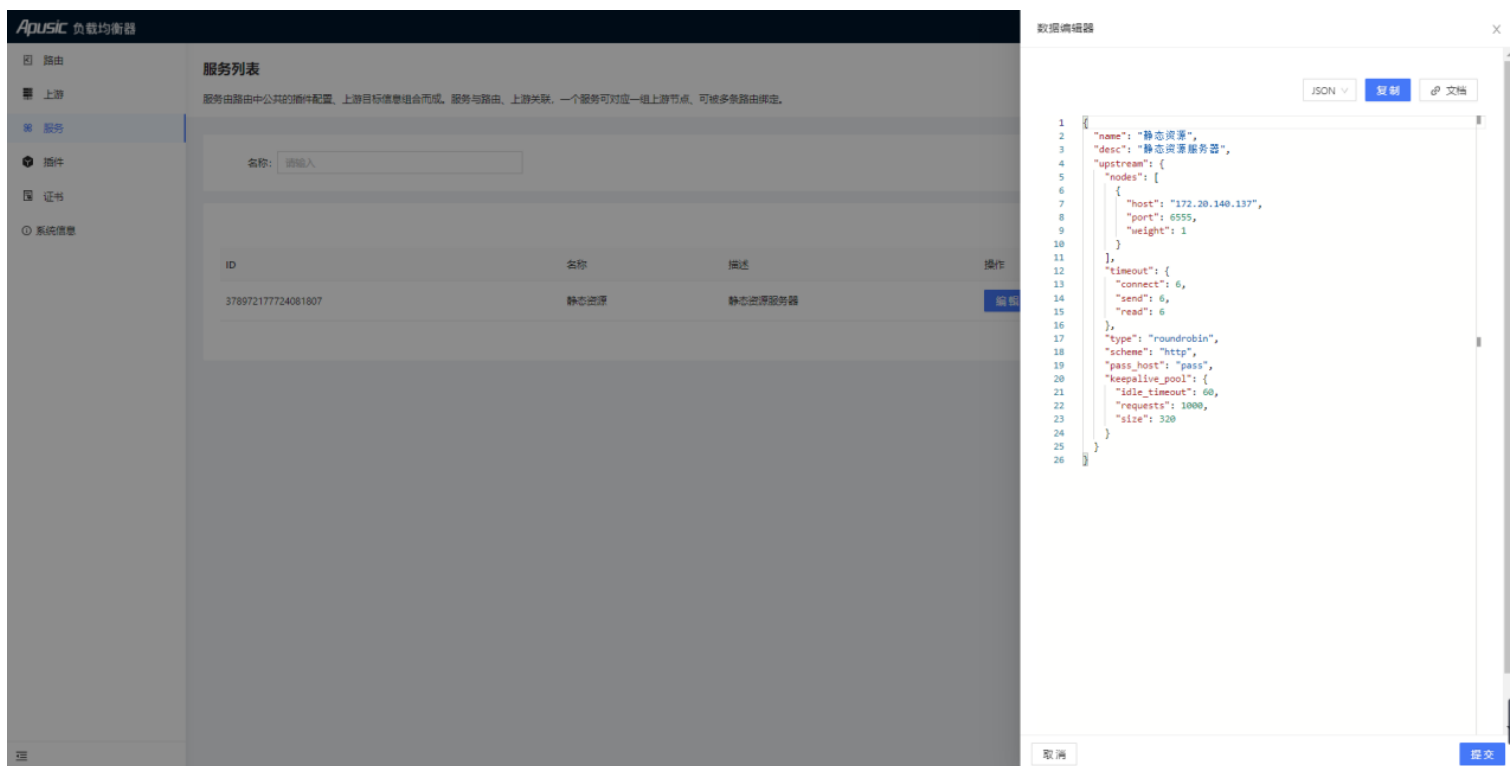 Apusic 负载均衡器
路由
上游
服务
插件
证书
系统信息
服务列表
服务由路由中公共的插件配置、上游目标信息组合而成。服务与路由、上游关联，一个服务可对应一组上游节点、可被多条路由绑定。
名称: 请输入
ID 名称 描述 操作
378972177724081807 静态资源 静态资源服务器 编辑
数据编辑器
JSON 复制 文档
1 {
2 "name": "静态资源",
3 "desc": "静态资源服务器",
4 "upstream": {
5 "nodes": [
6 {
7 "host": "172.20.140.137",
8 "port": 6555,
9 "weight": 1
10 }
11 ],
12 "timeout": {
13 "connect": 6,
14 "send": 6,
15 "read": 6
16 },
17 "type": "roundrobin",
18 "scheme": "http",
19 "pass_host": "pass",
20 "keepalive_pool": {
21 "idle_timeout": 60,
22 "requests": 1000,
23 "size": 320
24 }
25 }
26 }
取消 提交